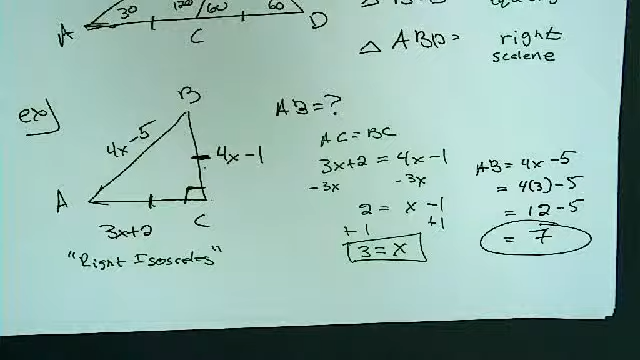 30 120 60 60
A C D
△ ABD = right
scalene
ex)
B
AB = ?
4x-5
4x-1
A
C
3x+2
"Right Isosceles"
AC = BC
3x+2 = 4x-1
-3x -3x
2 = x-1
+1 +1
3 = x
AB = 4x-5
= 4(3)-5
= 12-5
= 7